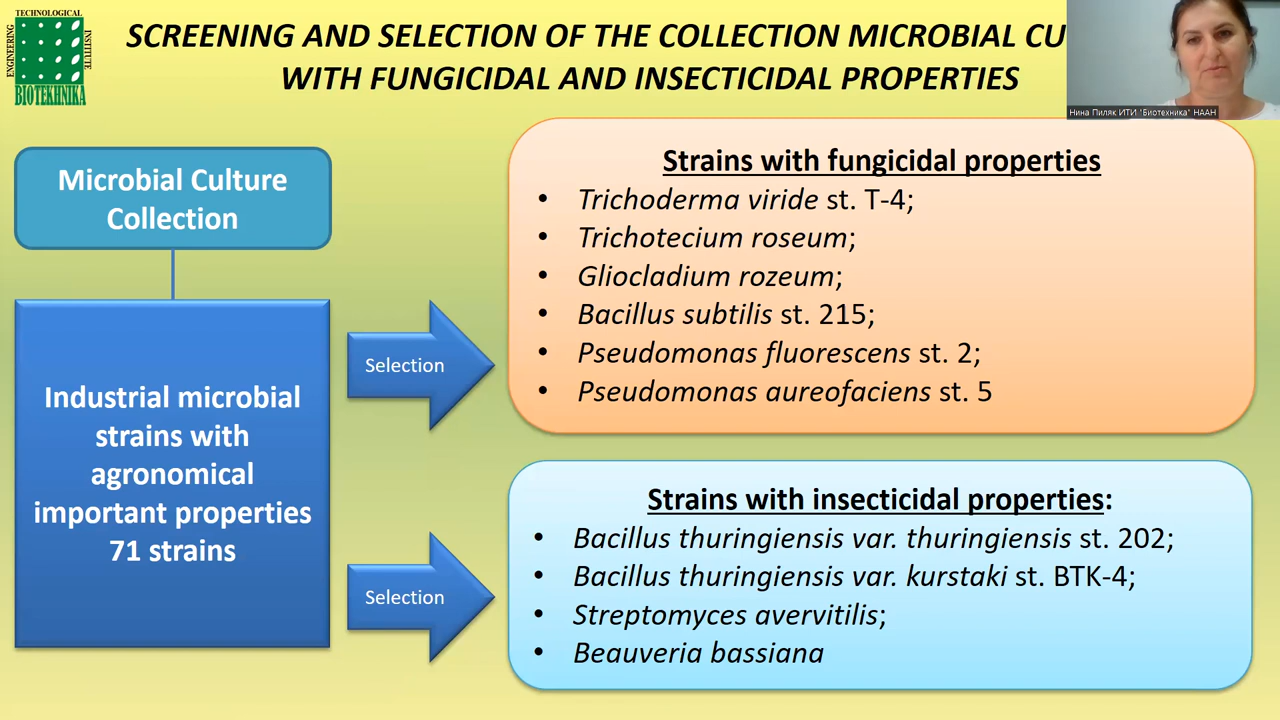 TECHNOLOGICAL
ENGINEERING
INSTITUTE
BIOTEKHNIKA
SCREENING AND SELECTION OF THE COLLECTION MICROBIAL CU
WITH FUNGICIDAL AND INSECTICIDAL PROPERTIES
Нина Пиляк ИТИ "Биотехника" НААН
Microbial Culture
Collection
Industrial microbial
strains with
agronomical
important properties
71 strains
Selection
Strains with fungicidal properties
• Trichoderma viride st. T-4;
• Trichotecium roseum;
• Gliocladium rozeum;
• Bacillus subtilis st. 215;
• Pseudomonas fluorescens st. 2;
• Pseudomonas aureofaciens st. 5
Selection
Strains with insecticidal properties:
• Bacillus thuringiensis var. thuringiensis st. 202;
• Bacillus thuringiensis var. kurstaki st. BTK-4;
• Streptomyces avervitilis;
• Beauveria bassiana